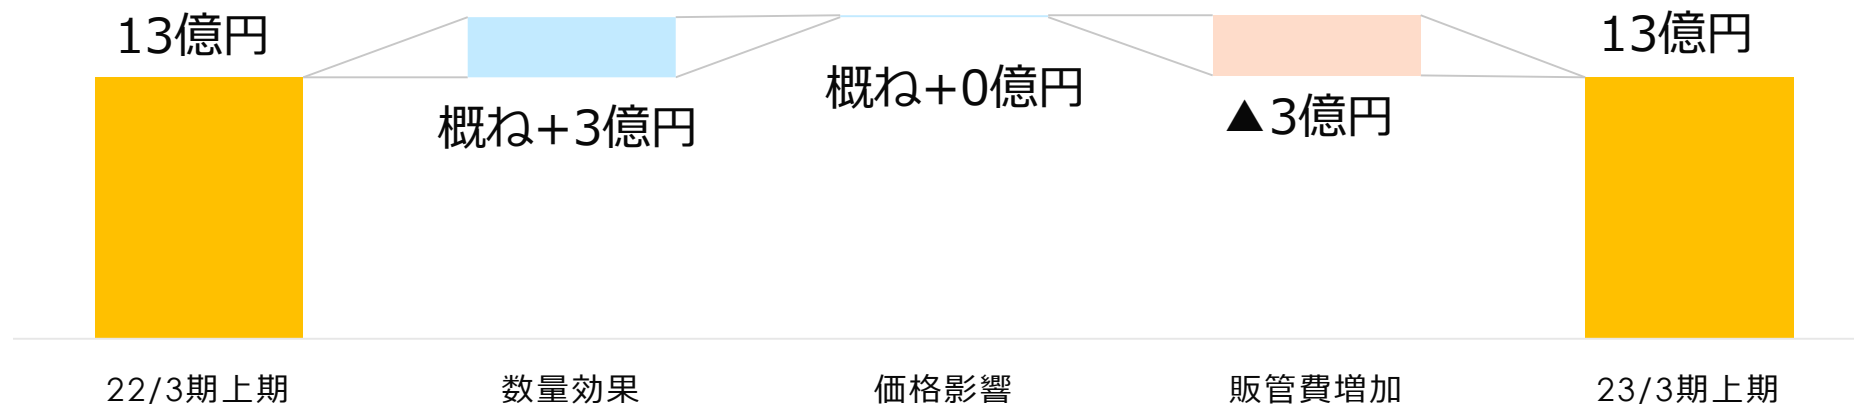 13億円
概ね+3億円
概ね+0億円
▲3億円
13億円
22/3期上期
数量効果
価格影響
販管費増加
23/3期上期